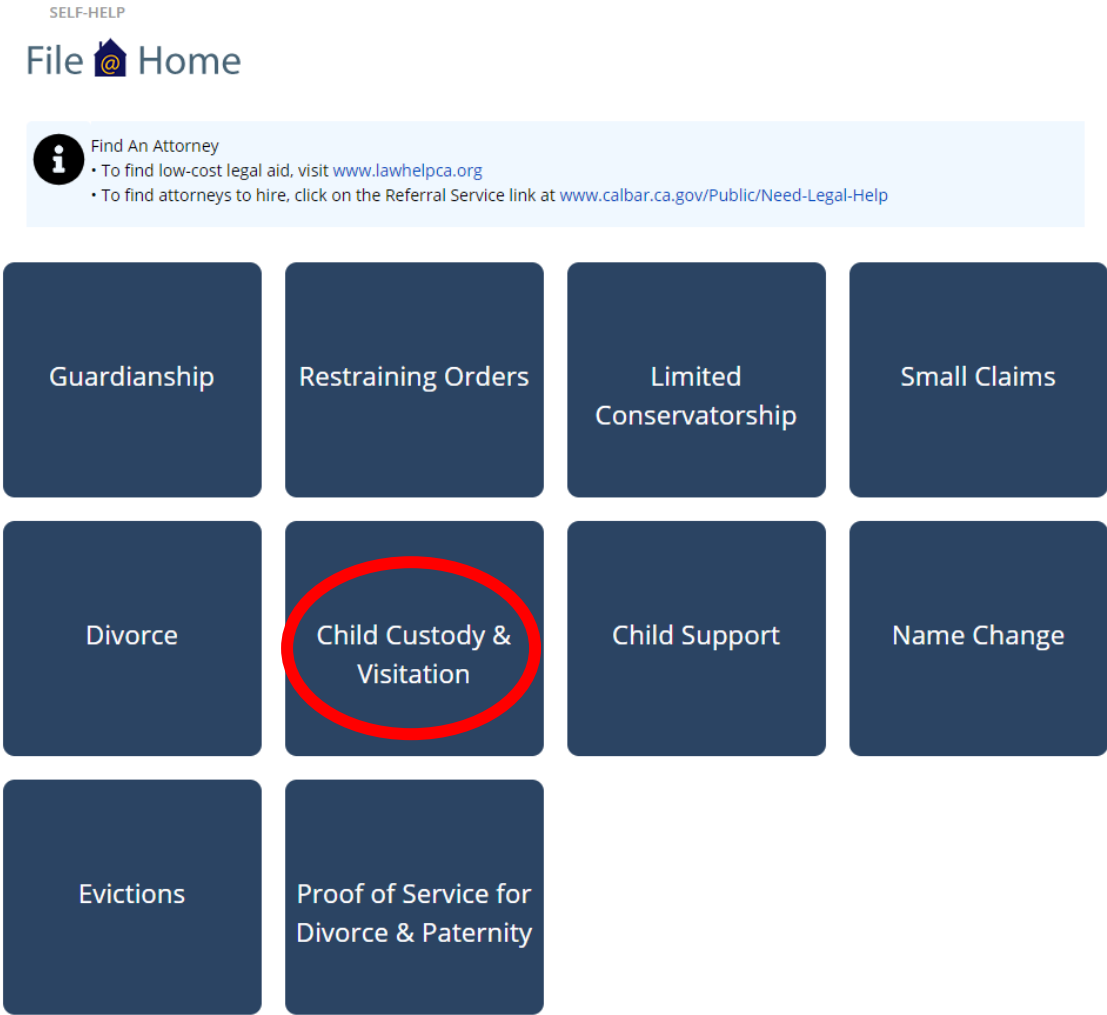 SELF-HELP
File @ Home
Find An Attorney
• To find low-cost legal aid, visit www.lawhelpca.org
• To find attorneys to hire, click on the Referral Service link at www.calbar.ca.gov/Public/Need-Legal-Help
Guardianship
Restraining Orders
Limited
Conservatorship
Small Claims
Divorce
Child Custody &
Visitation
Child Support
Name Change
Evictions
Proof of Service for
Divorce & Paternity